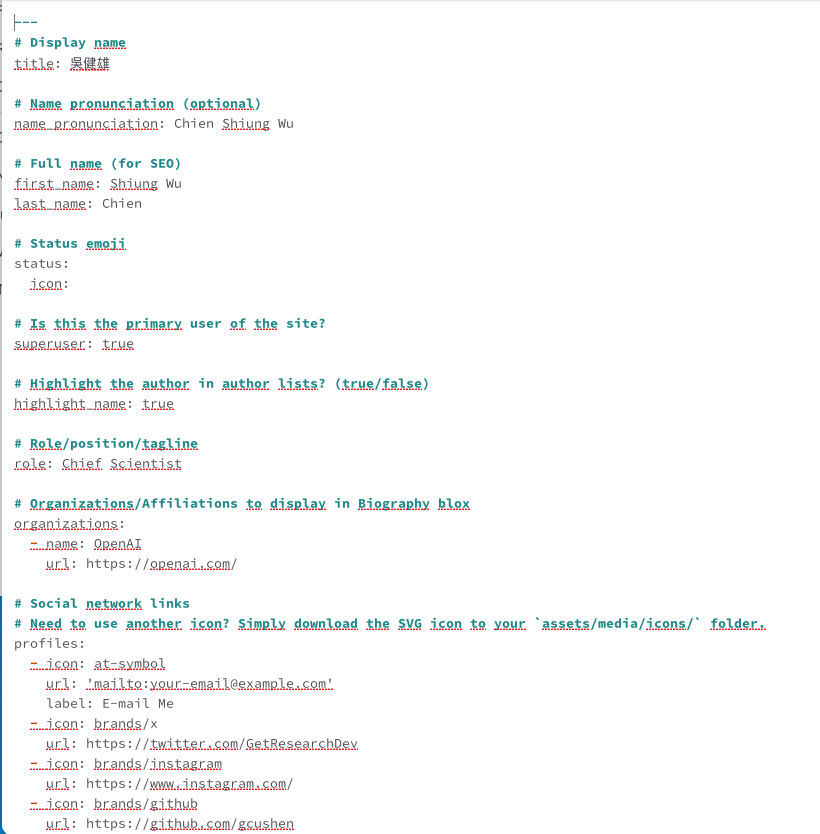 ---
# Display name
title: 吳健雄
# Name pronunciation (optional)
name_pronunciation: Chien Shiung Wu
# Full name (for SEO)
first_name: Shiung Wu
last_name: Chien
# Status emoji
status:
  icon:
# Is this the primary user of the site?
superuser: true
# Highlight the author in author lists? (true/false)
highlight_name: true
# Role/position/tagline
role: Chief Scientist
# Organizations/Affiliations to display in Biography blox
organizations:
  - name: OpenAI
    url: https://openai.com/
# Social network links
# Need to use another icon? Simply download the SVG icon to your `assets/media/icons/` folder.
profiles:
  - icon: at-symbol
    url: 'mailto:your-email@example.com'
    label: E-mail Me
  - icon: brands/x
    url: https://twitter.com/GetResearchDev
  - icon: brands/instagram
    url: https://www.instagram.com/
  - icon: brands/github
    url: https://github.com/gcushen